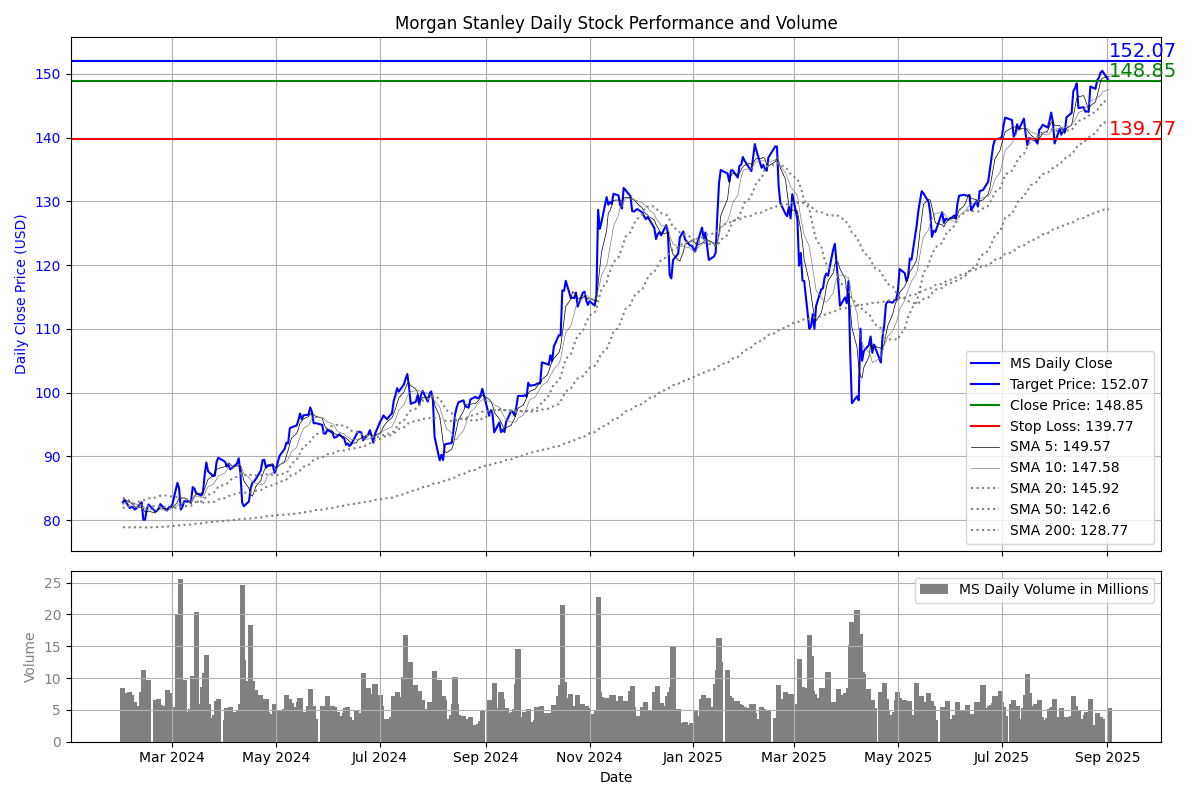 Morgan Stanley Daily Stock Performance and Volume
152.07
148.85
139.77
150
140
130
120
110
100
90
80
Daily Close Price (USD)
MS Daily Close
Target Price: 152.07
Close Price: 148.85
Stop Loss: 139.77
SMA 5: 149.57
SMA 10: 147.58
SMA 20: 145.92
SMA 50: 142.6
SMA 200: 128.77
25
20
15
10
5
0
Volume
MS Daily Volume in Millions
Mar 2024 May 2024 Jul 2024 Sep 2024 Nov 2024 Jan 2025 Mar 2025 May 2025 Jul 2025 Sep 2025
Date